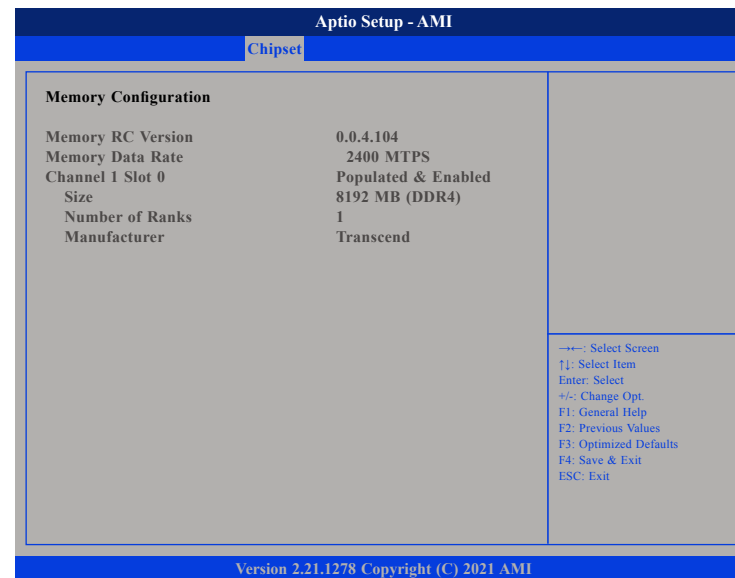 Aptio Setup - AMI
Chipset
Memory Configuration
Memory RC Version 0.0.4.104
Memory Data Rate 2400 MTPS
Channel 1 Slot 0 Populated & Enabled
Size 8192 MB (DDR4)
Number of Ranks 1
Manufacturer Transcend
→←: Select Screen
↑↓: Select Item
Enter: Select
+/-: Change Opt.
F1: General Help
F2: Previous Values
F3: Optimized Defaults
F4: Save & Exit
ESC: Exit
Version 2.21.1278 Copyright (C) 2021 AMI